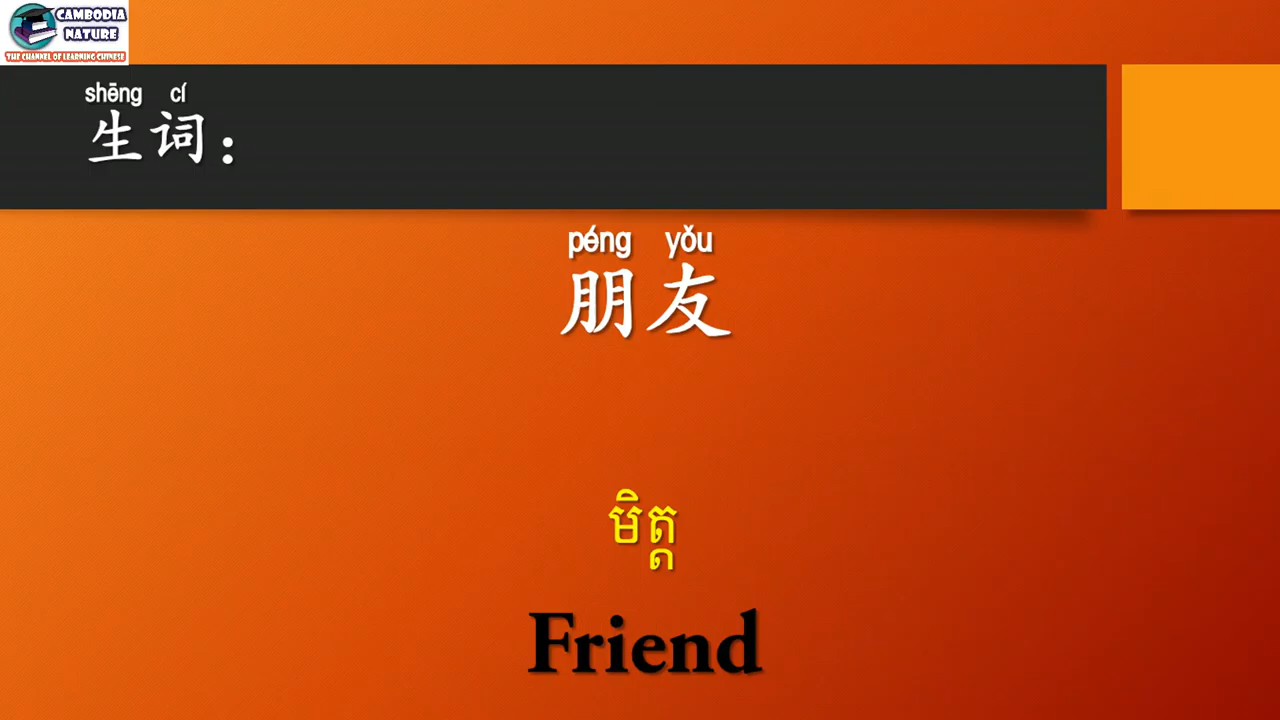 CAMBODIA
NATURE
THE CHANNEL OF LEARNING CHINESE
shēng cí
生词：
péng yǒu
朋友
មិត្ត
Friend